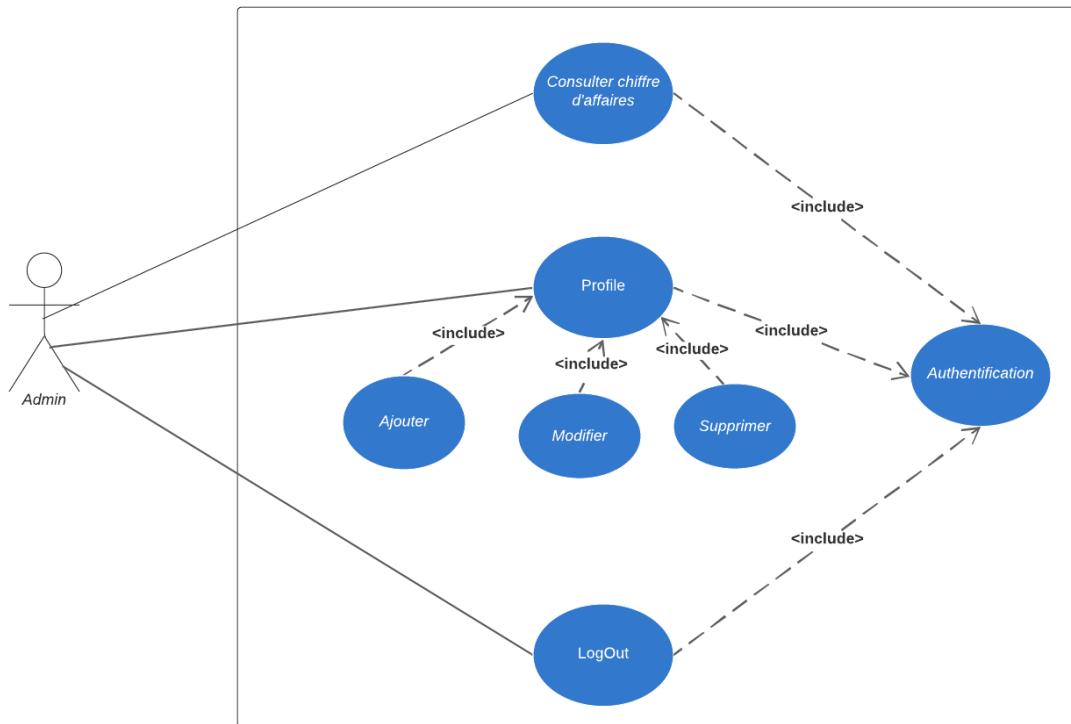 Consulter chiffre
d'affaires
<include>
Profile
<include>
<include>
<include>
<include>
Authentification
Admin
Ajouter
Modifier
Supprimer
<include>
LogOut